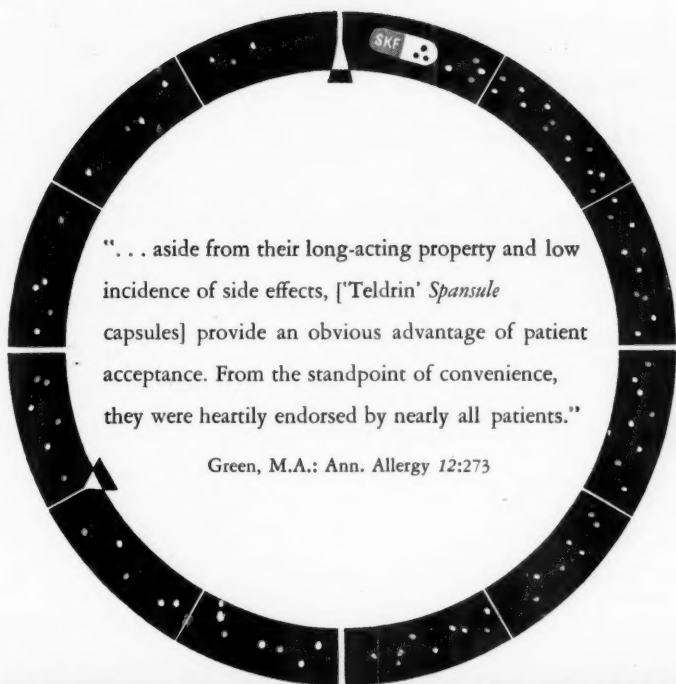 SKF
“. . . aside from their long-acting property and low
incidence of side effects, [‘Teldrin’ Spansule
capsules] provide an obvious advantage of patient
acceptance. From the standpoint of convenience,
they were heartily endorsed by nearly all patients.”
Green, M.A.: Ann. Allergy 12:273